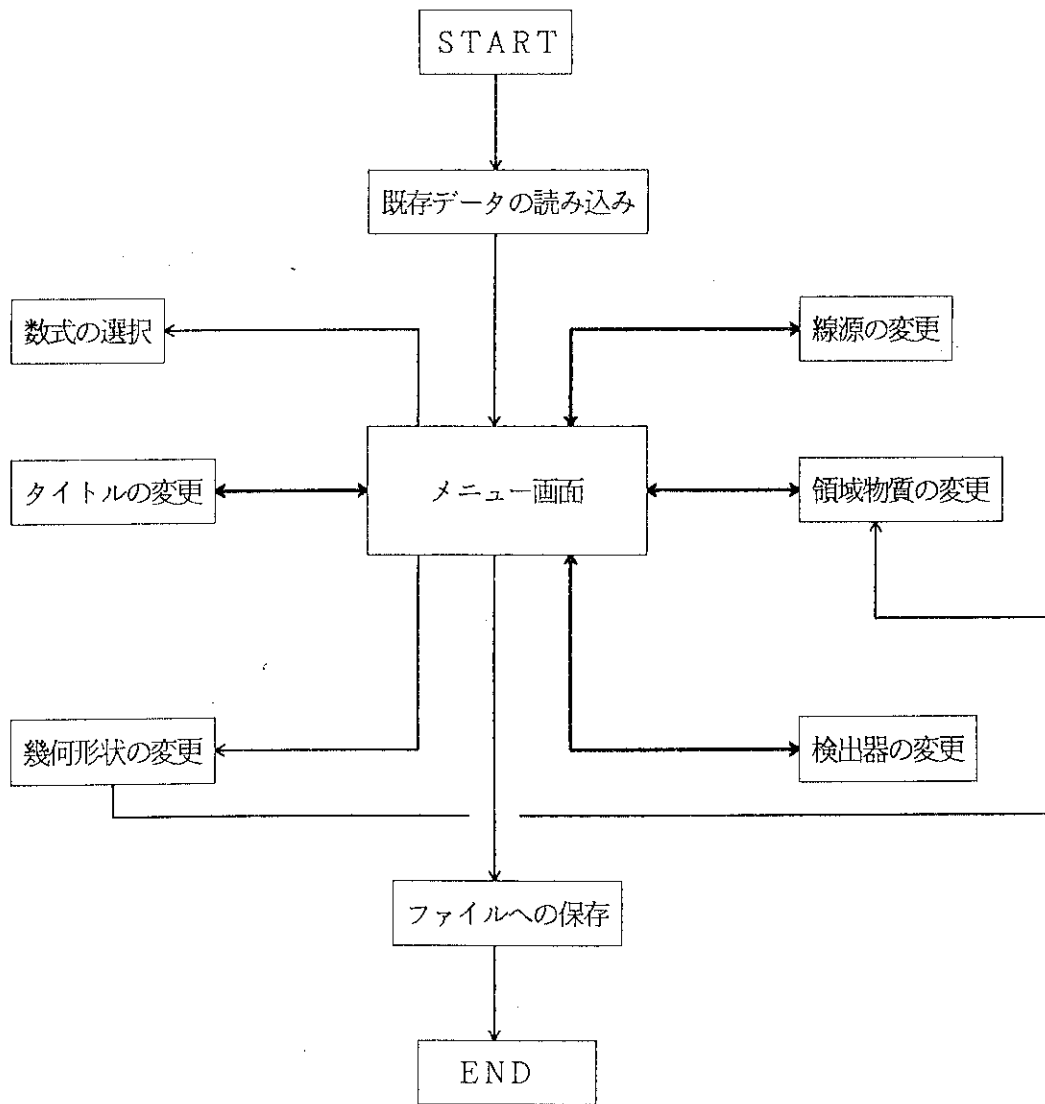 START
既存データの読み込み
数式の選択
線源の変更
タイトルの変更
メニュー画面
領域物質の変更
幾何形状の変更
検出器の変更
ファイルへの保存
END